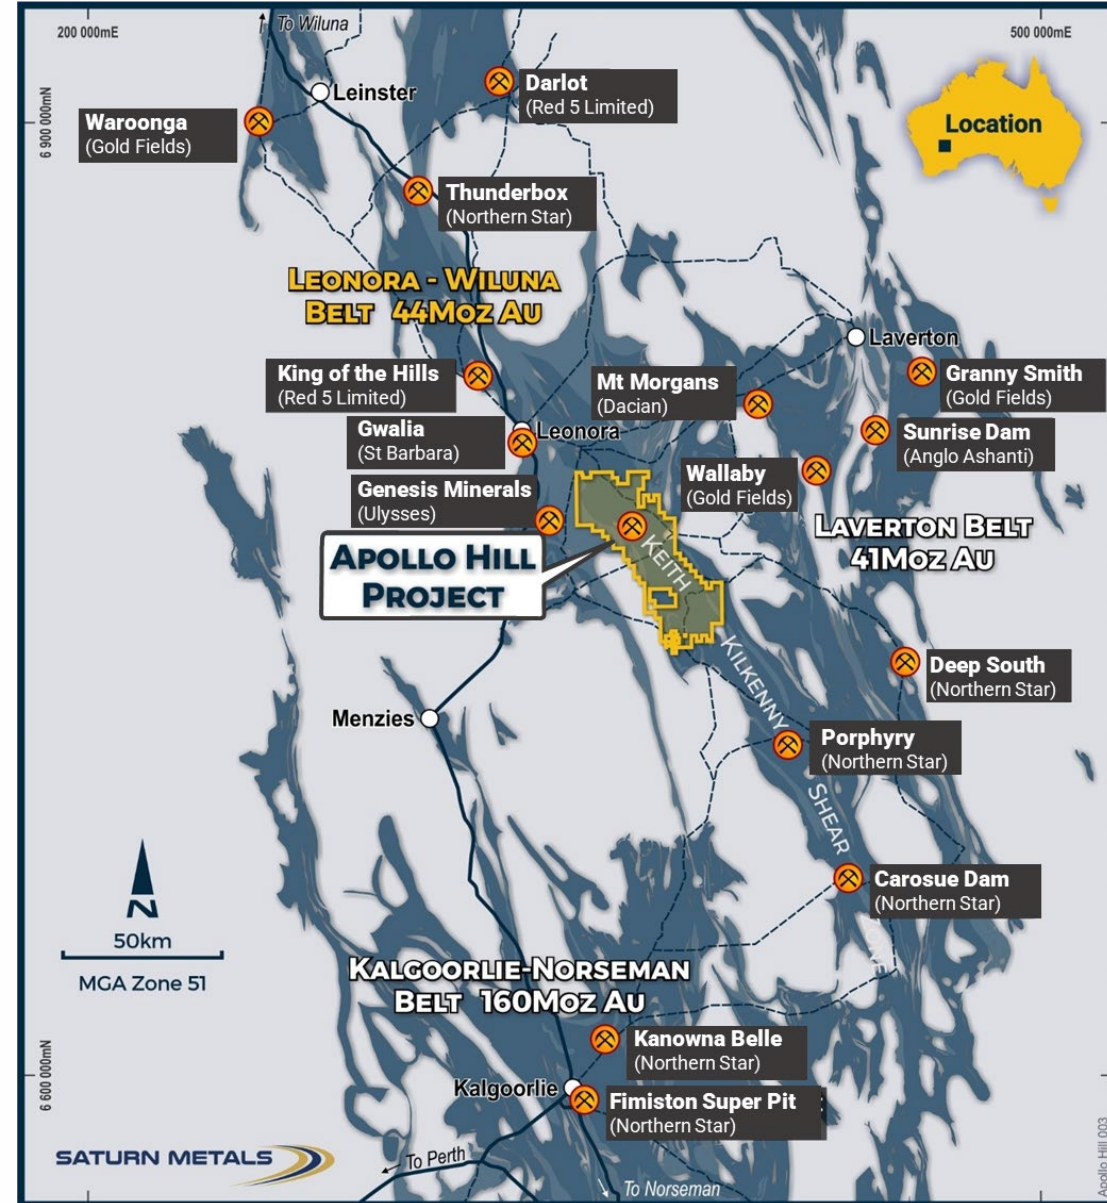 200 000mE
To Wiluna
500 000mE
6 900 000mN
Leinster
Darlot
(Red 5 Limited)
Waroonga
(Gold Fields)
Location
Thunderbox
(Northern Star)
LEONORA - WILUNA
BELT 44MOZ AU
Laverton
King of the Hills
(Red 5 Limited)
Mt Morgans
(Dacian)
Granny Smith
(Gold Fields)
Gwalia
(St Barbara)
Leonora
Sunrise Dam
(Anglo Ashanti)
Wallaby
(Gold Fields)
Genesis Minerals
(Ulysses)
LAVERTON BELT
41MOZ AU
APOLLO HILL
PROJECT
KEITH
KILKENNY
SHEAR
ZONE
Deep South
(Northern Star)
Menzies
Porphyry
(Northern Star)
Carosue Dam
(Northern Star)
N
50km
MGA Zone 51
KALGOORLIE-NORSEMAN
BELT 160MOZ AU
Kanowna Belle
(Northern Star)
6 600 000mN
Kalgoorlie
Fimiston Super Pit
(Northern Star)
SATURN METALS
To Perth
To Norseman
Apollo Hill 003